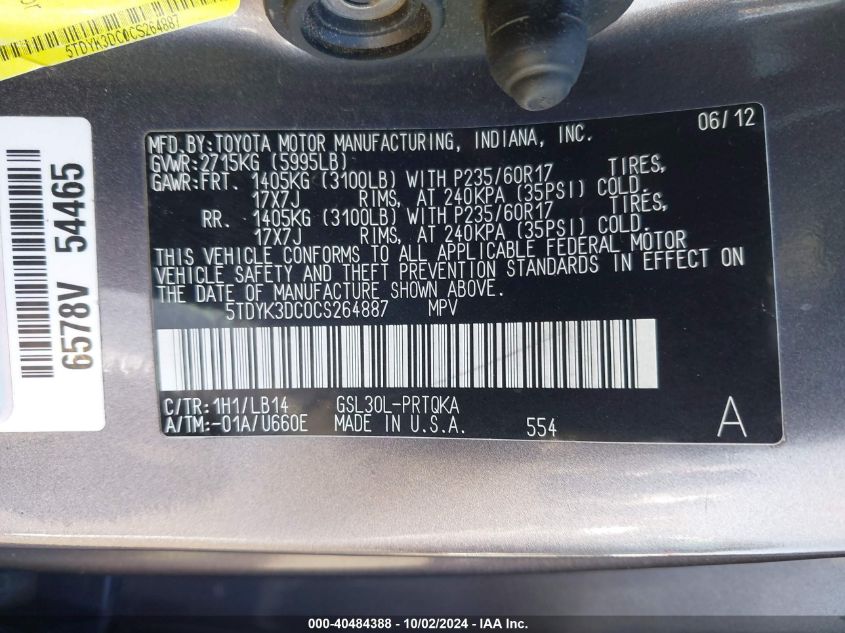 5TDYK3DC0CS264887
6578V 54465
06/12
MFD.BY:TOYOTA MOTOR MANUFACTURING, INDIANA, INC.
GVWR:2715KG (5995LB)
GAWR:FRT. 1405KG (3100LB) WITH P235/60R17 TIRES,
17X7J RIMS, AT 240KPA (35PSI) COLD.
RR. 1405KG (3100LB) WITH P235/60R17 TIRES,
17X7J RIMS, AT 240KPA (35PSI) COLD.
THIS VEHICLE CONFORMS TO ALL APPLICABLE FEDERAL MOTOR
VEHICLE SAFETY AND THEFT PREVENTION STANDARDS IN EFFECT ON
THE DATE OF MANUFACTURE SHOWN ABOVE.
5TDYK3DC0CS264887 MPV
C/TR:1H1/LB14 GSL30L-PRTQKA
A/TM:-01A/U660E MADE IN U.S.A. 554 A
000-40484388 - 10/02/2024 - IAA Inc.